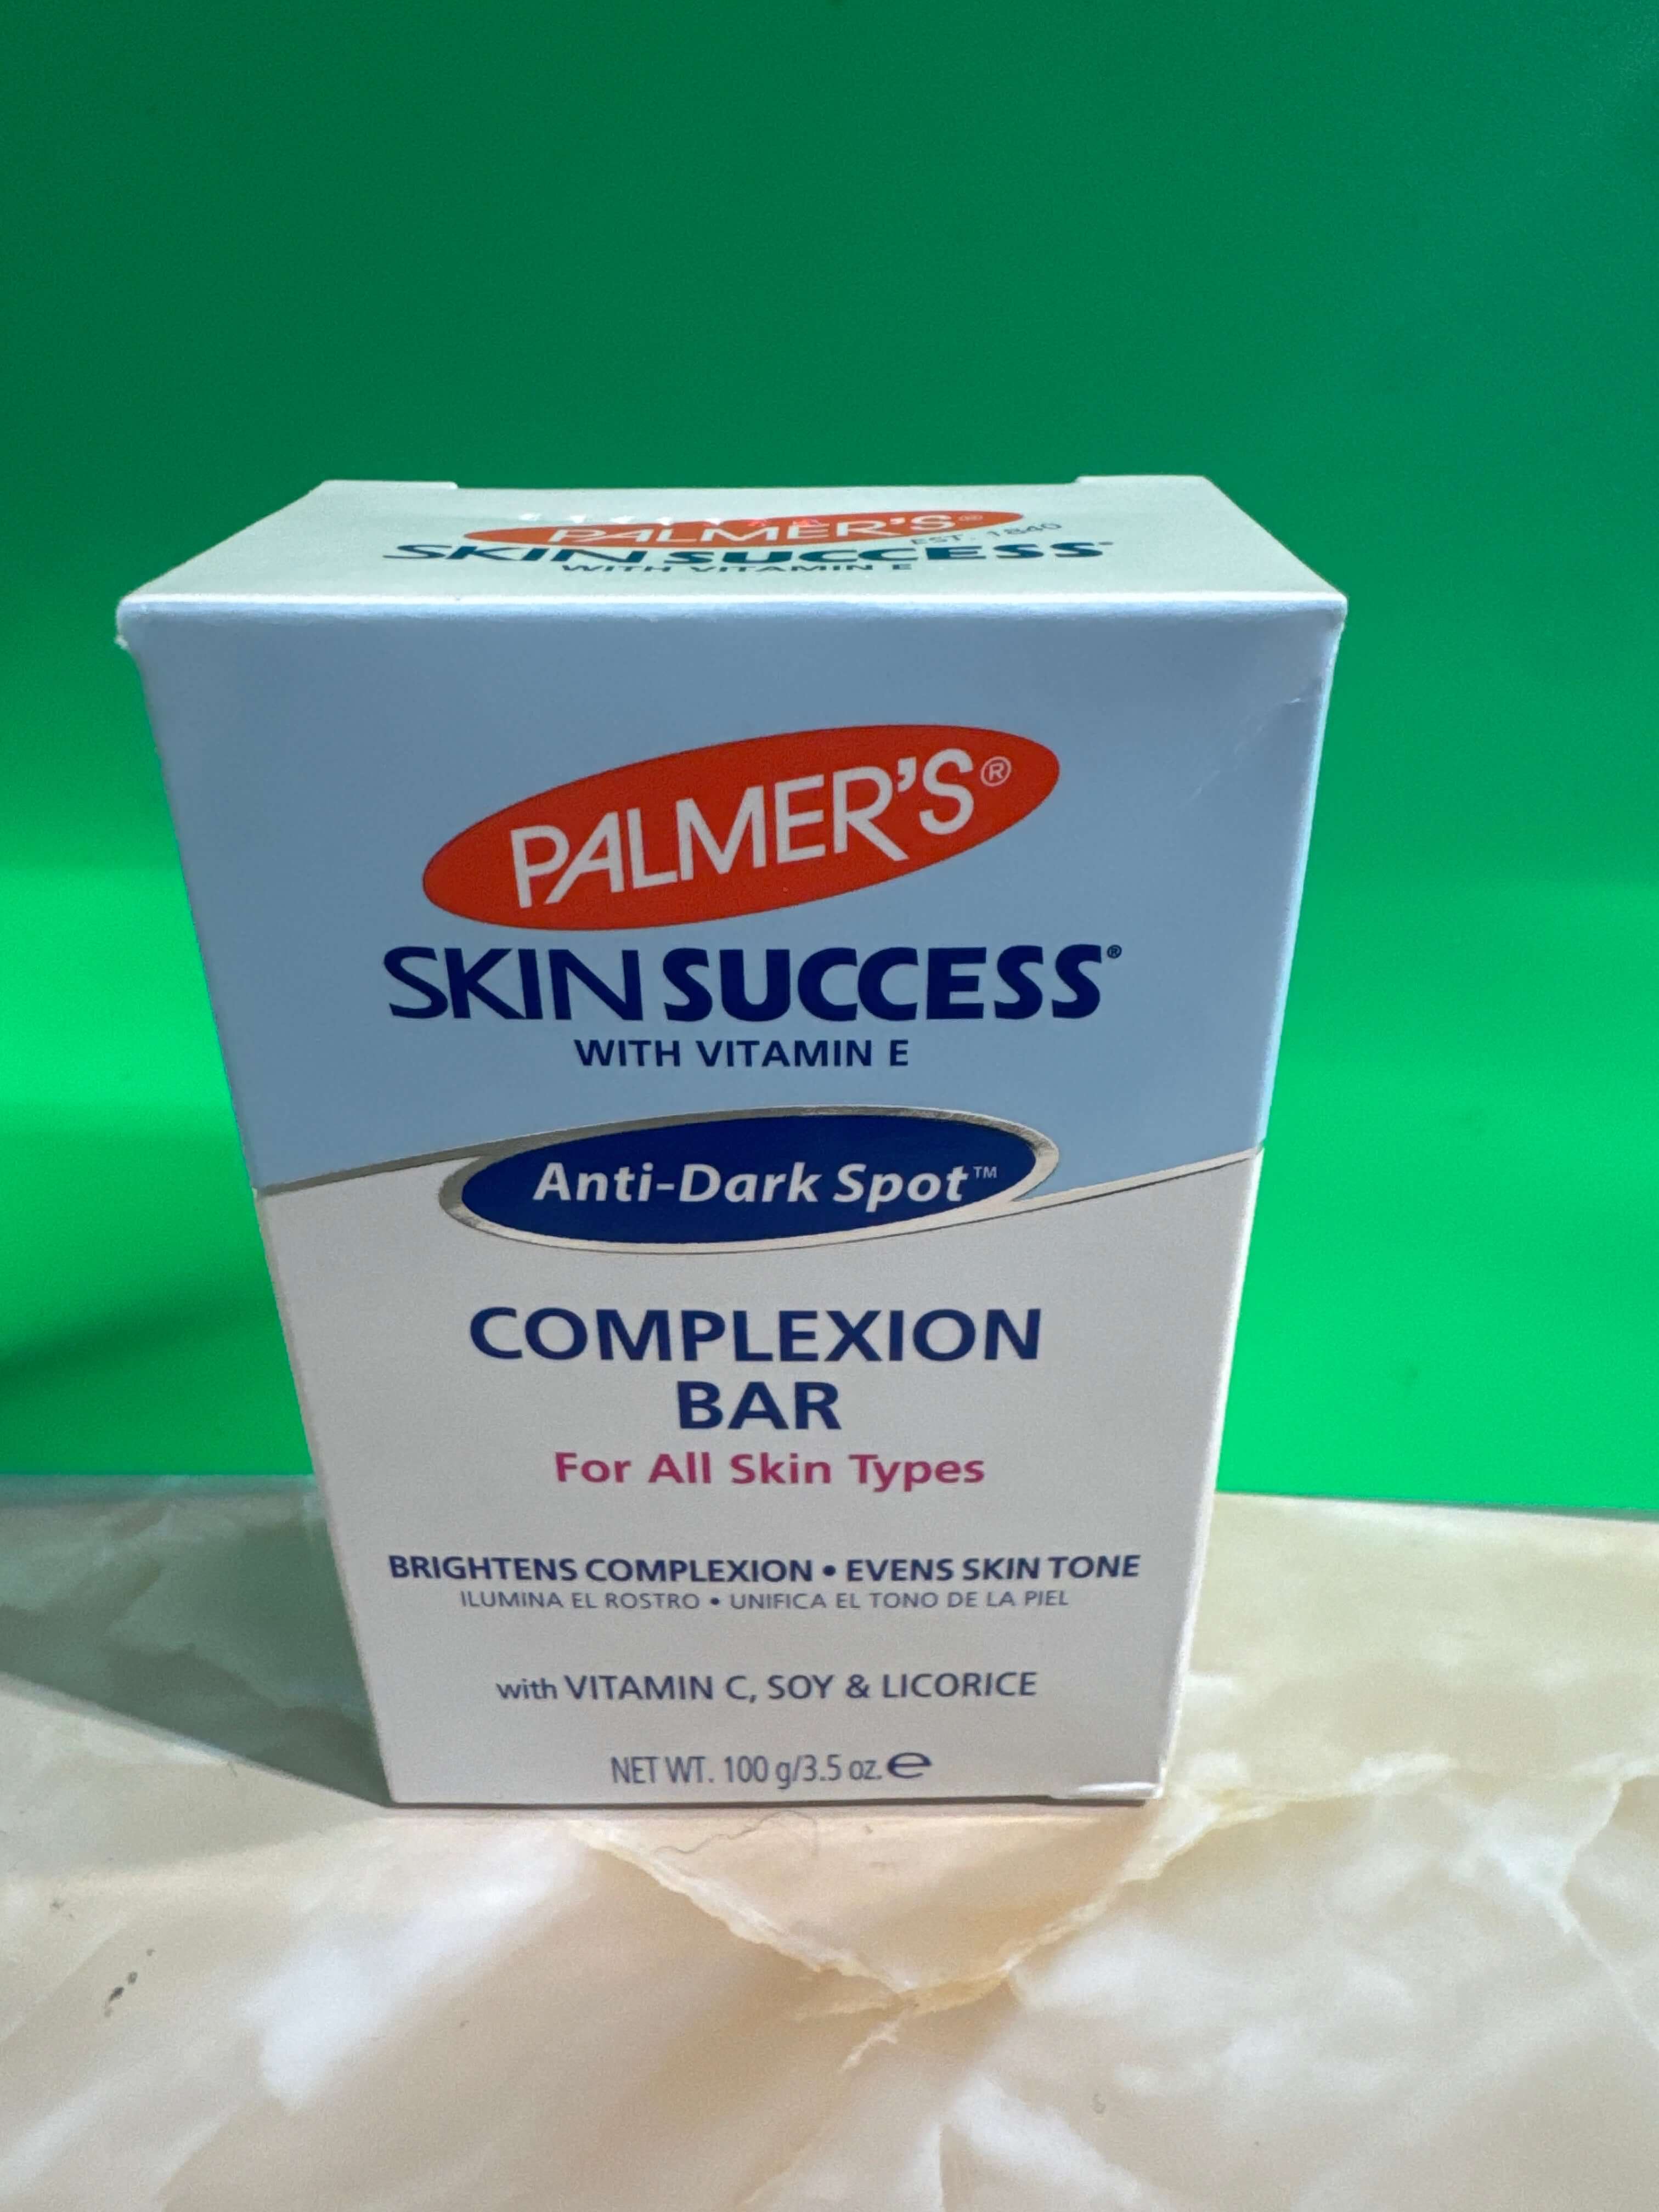 PALMER'S®
EST. 1840
SKIN SUCCESS®
WITH VITAMIN E
PALMER'S®
SKIN SUCCESS®
WITH VITAMIN E
Anti-Dark Spot™
COMPLEXION
BAR
For All Skin Types
BRIGHTENS COMPLEXION • EVENS SKIN TONE
ILUMINA EL ROSTRO • UNIFICA EL TONO DE LA PIEL
with VITAMIN C, SOY & LICORICE
NET WT. 100 g/3.5 oz. ℮